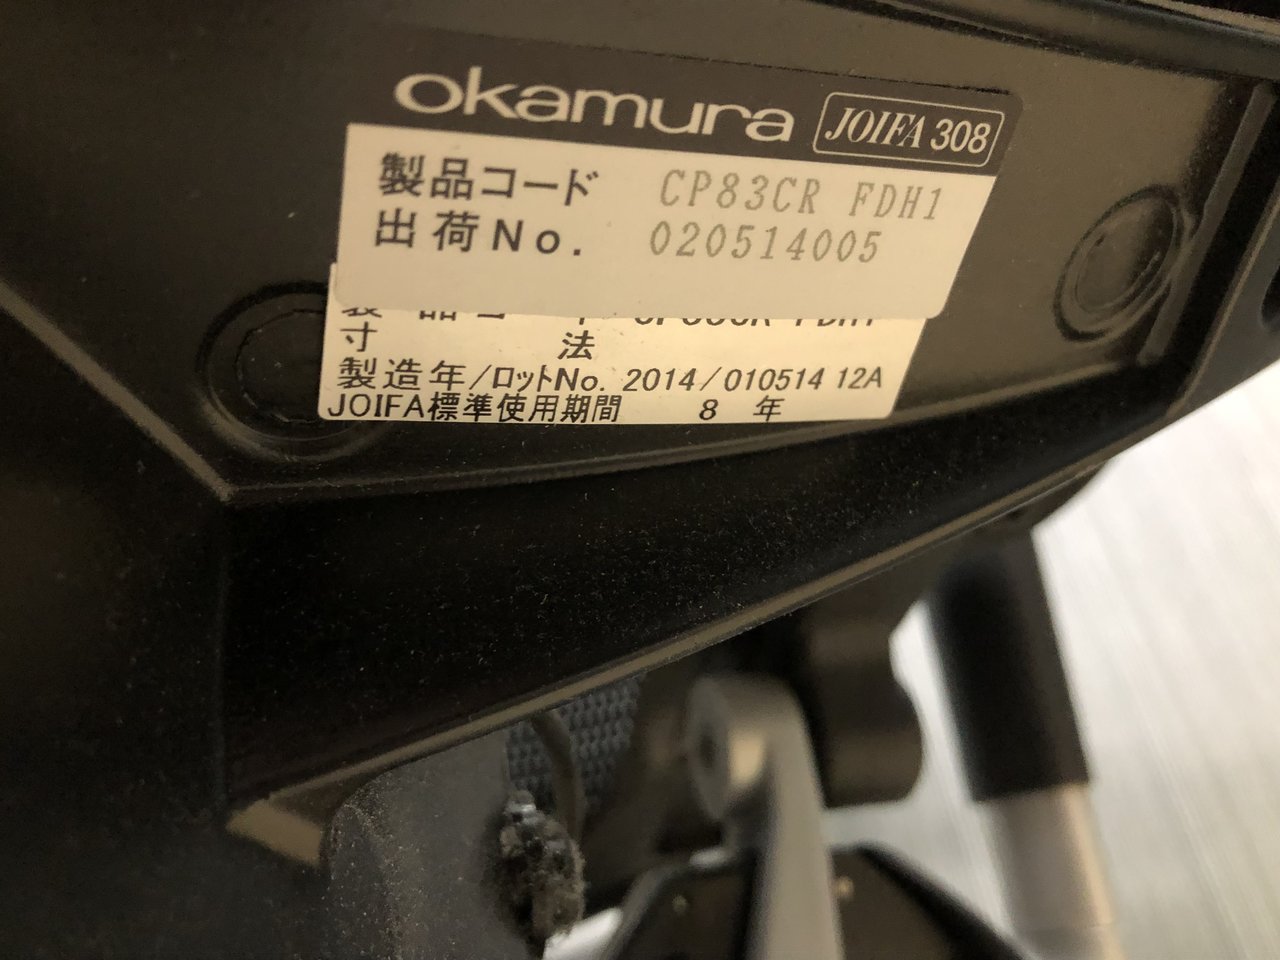 okamura JOIFA 308
製品コード CP83CR FDH1
出荷No. 020514005
寸 法
製造年/ロットNo. 2014/010514 12A
JOIFA標準使用期間 8 年